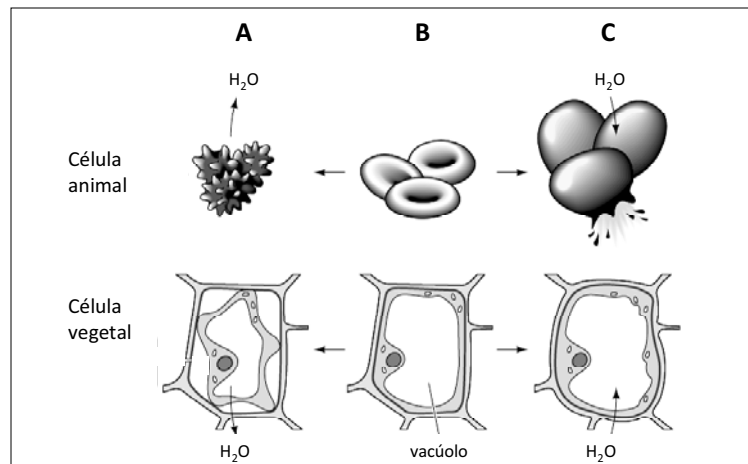 A B C
H₂O H₂O
Célula
animal
Célula
vegetal
H₂O vacúolo H₂O